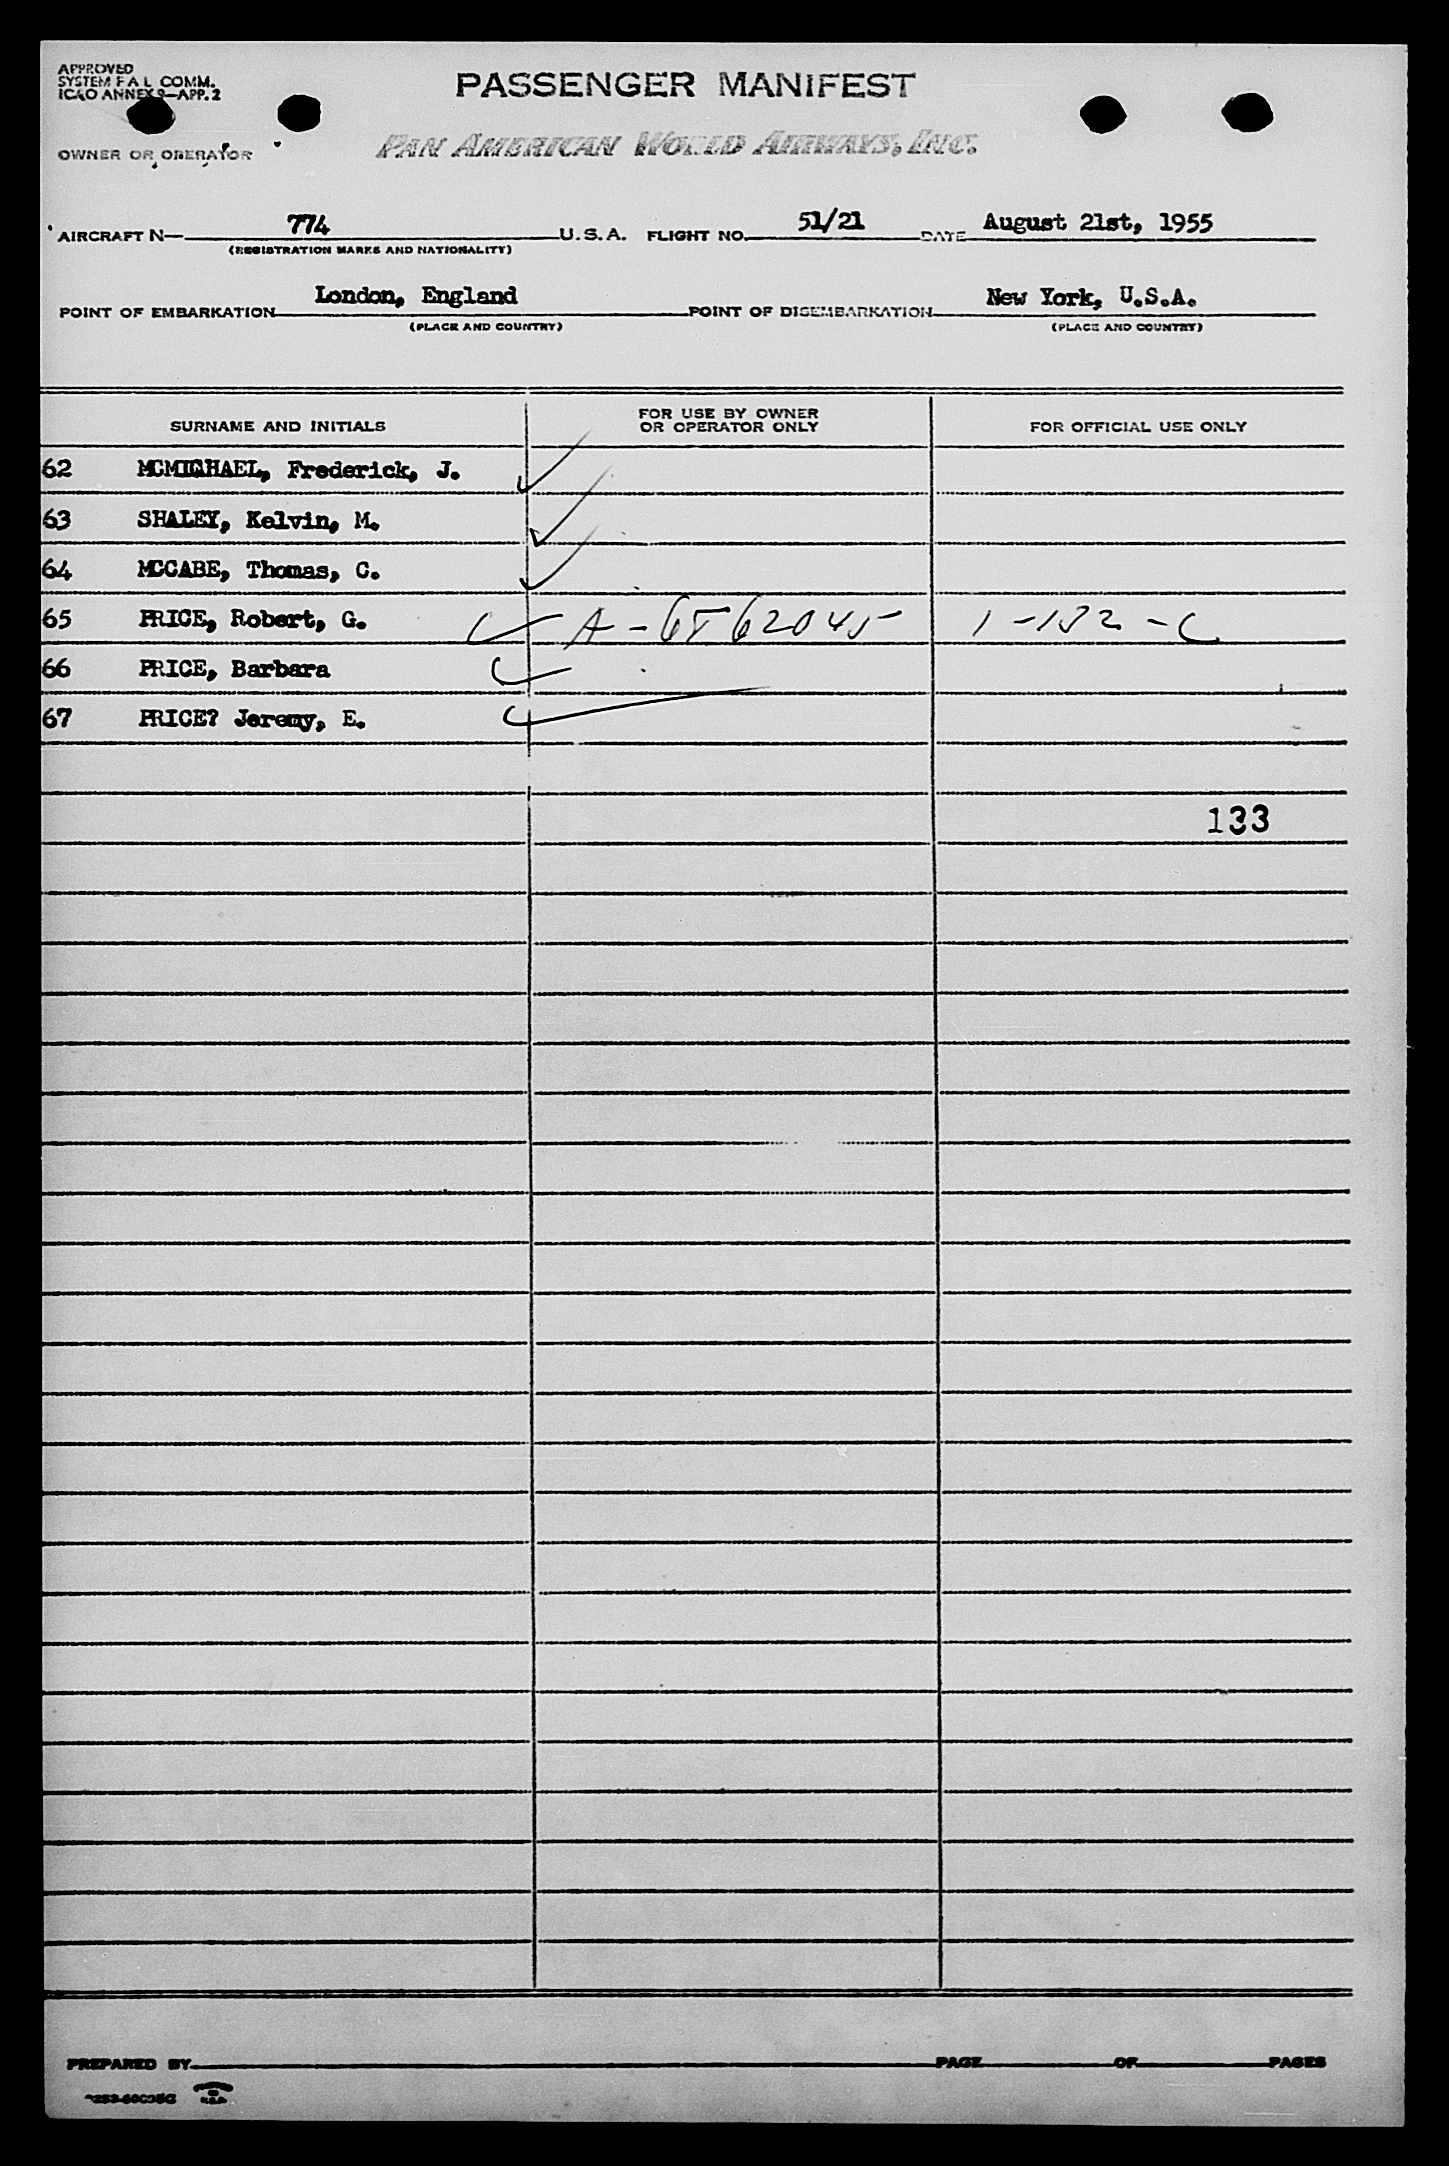 APPROVED
SYSTEM F A L COMM.
ICAO ANNEX 9—APP. 2
PASSENGER MANIFEST
OWNER OR OPERATOR PAN AMERICAN WORLD AIRWAYS, INC.
AIRCRAFT N— 774 U.S.A. FLIGHT NO. 51/21 DATE August 21st, 1955
(REGISTRATION MARKS AND NATIONALITY)
POINT OF EMBARKATION London, England POINT OF DISEMBARKATION New York, U.S.A.
(PLACE AND COUNTRY) (PLACE AND COUNTRY)
SURNAME AND INITIALS FOR USE BY OWNER OR OPERATOR ONLY FOR OFFICIAL USE ONLY
62 MCMICHAEL, Frederick, J.
63 SHALEY, Kelvin, M.
64 MCCABE, Thomas, C.
65 PRICE, Robert, G. A-
66 PRICE, Barbara
67 PRICE? Jeremy, E.
133
PREPARED BY PAGE OF PAGES